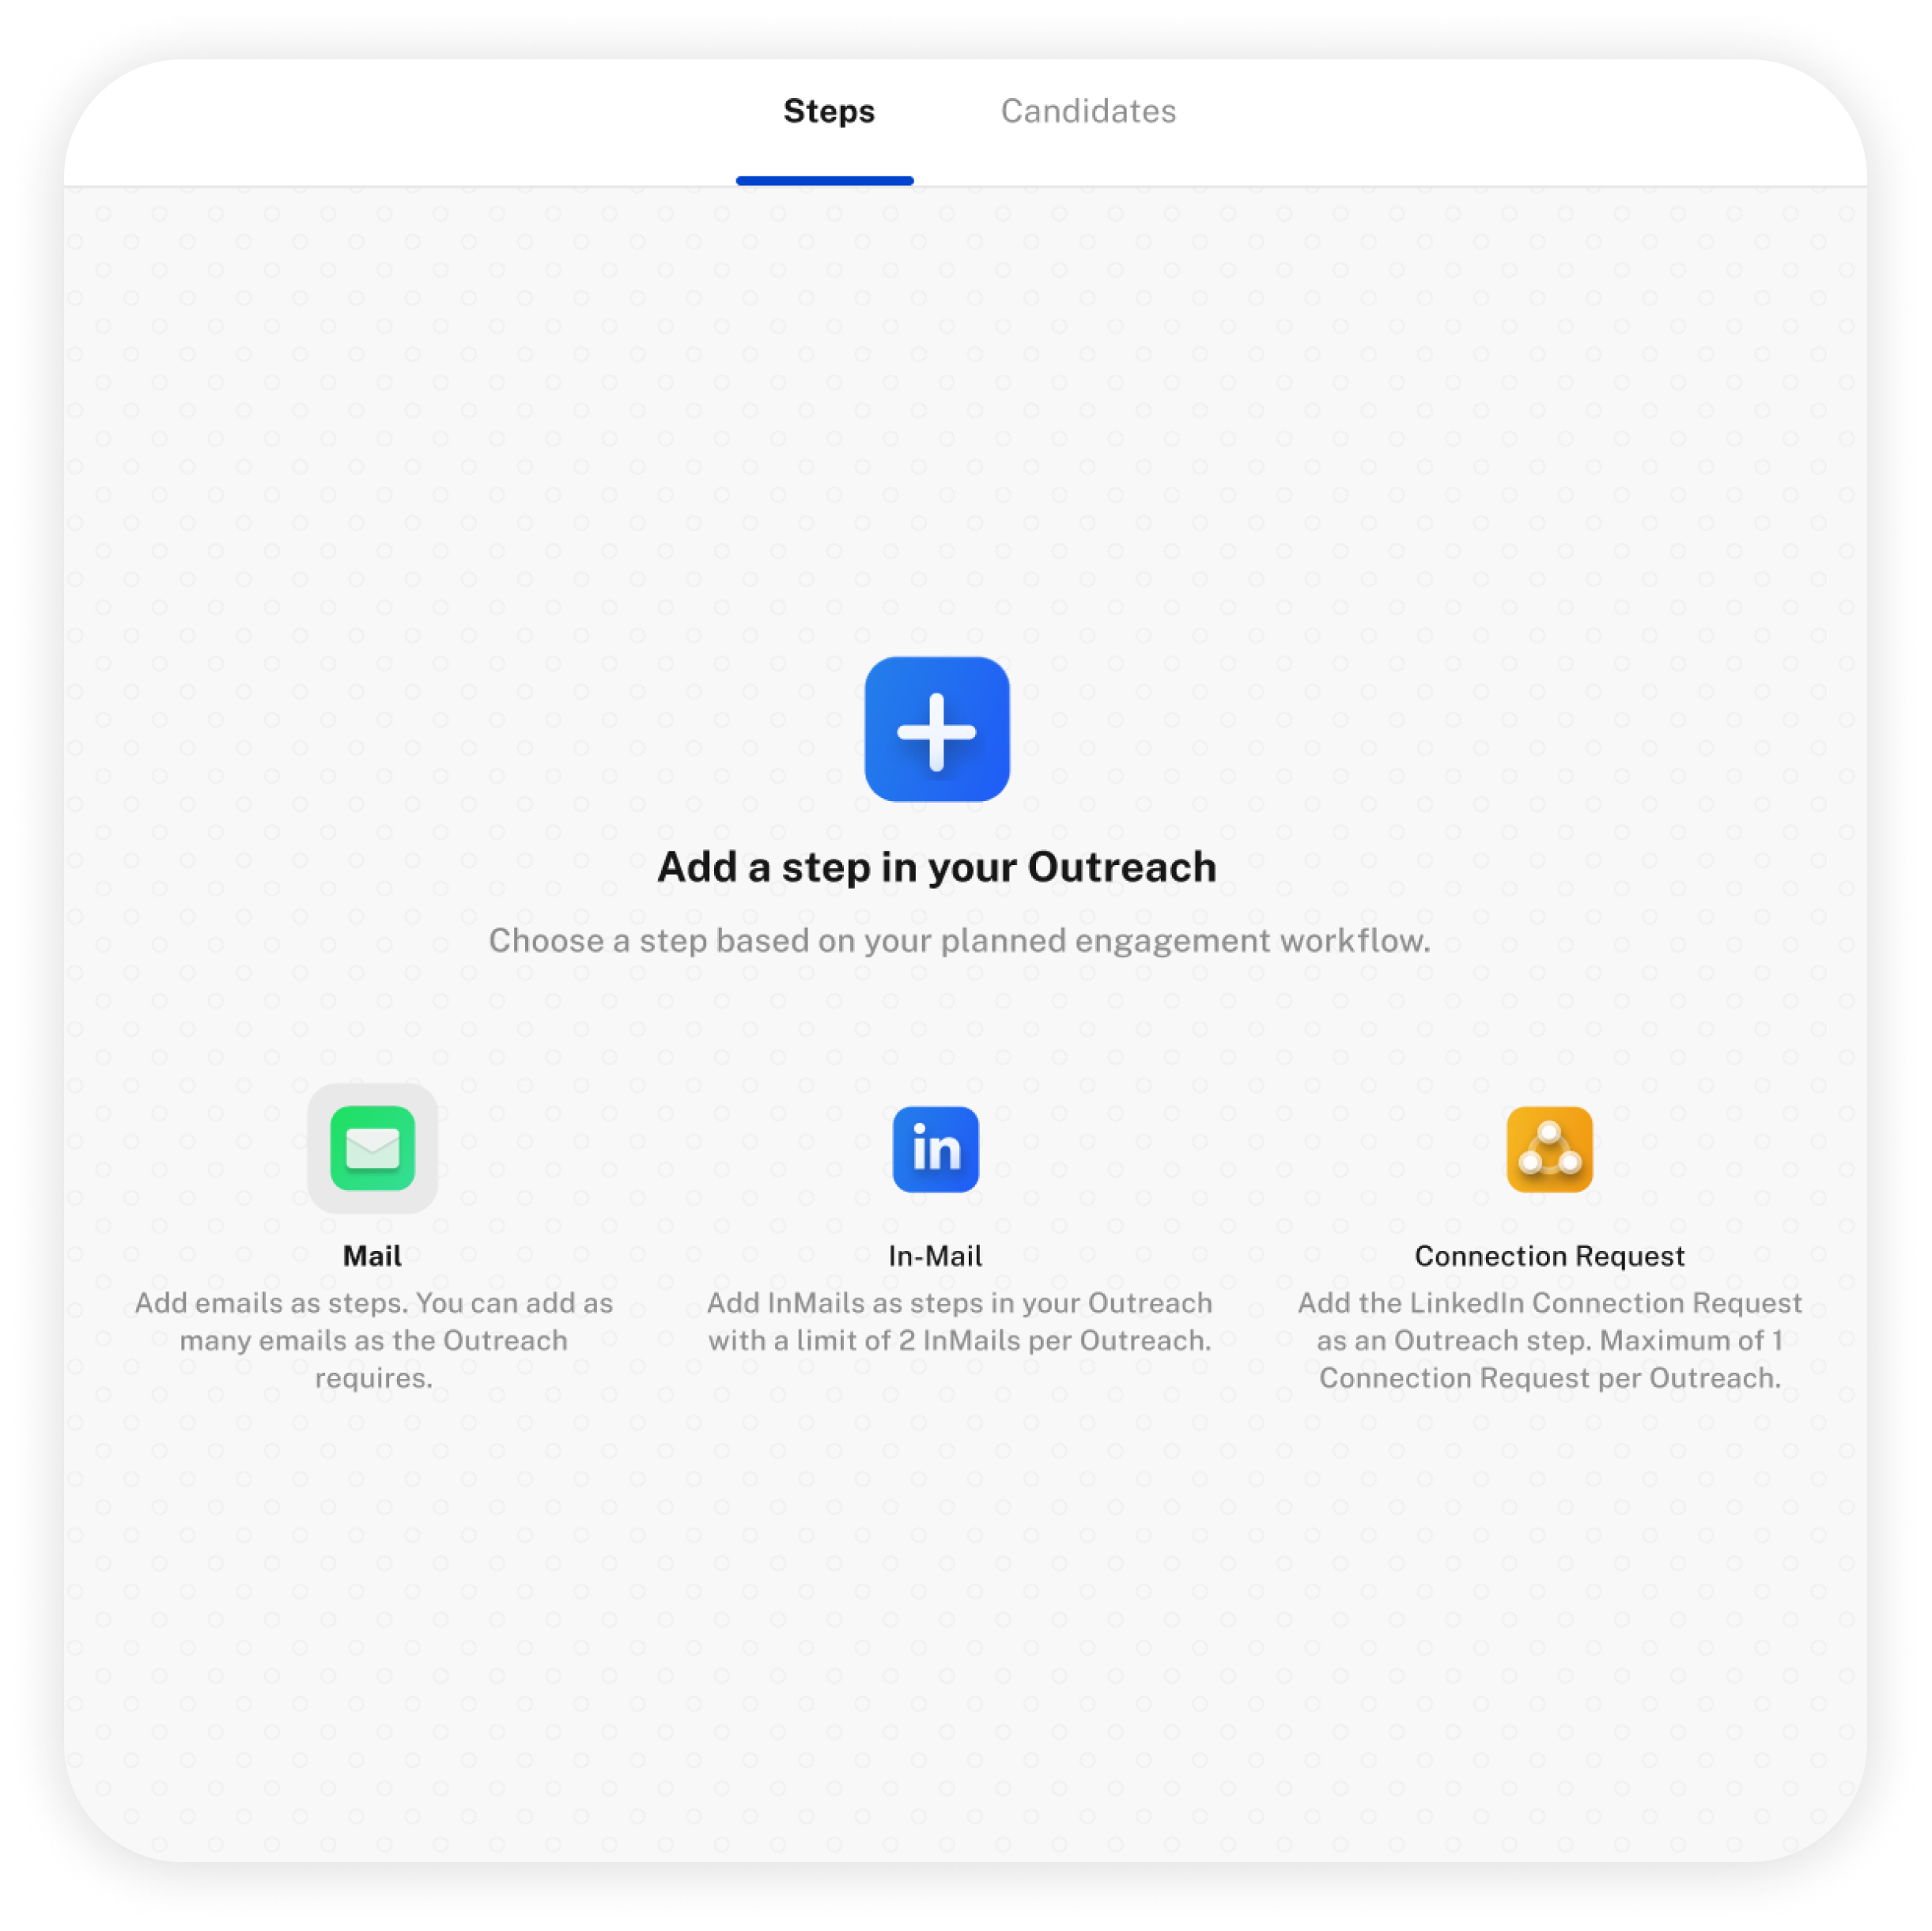 Steps
Candidates
Add a step in your Outreach
Choose a step based on your planned engagement workflow.
in
Mail
Add emails as steps. You can add as
many emails as the Outreach
requires.
In-Mail
Add InMails as steps in your Outreach
with a limit of 2 InMails per Outreach.
Connection Request
Add the LinkedIn Connection Request
as an Outreach step. Maximum of 1
Connection Request per Outreach.